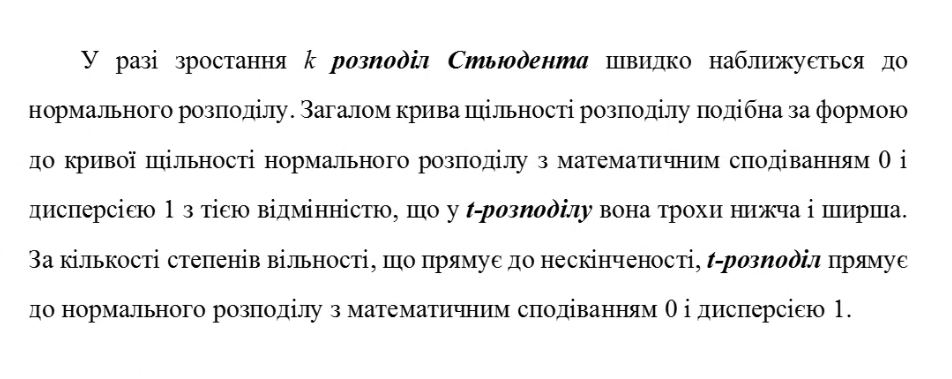 У разі зростання k розподіл Стьюдента швидко наближується до
нормального розподілу. Загалом крива щільності розподілу подібна за формою
до кривої щільності нормального розподілу з математичним сподіванням 0 і
дисперсією 1 з тією відмінністю, що у t-розподілу вона трохи нижча і ширша.
За кількості степенів вільності, що прямує до нескінченості, t-розподіл прямує
до нормального розподілу з математичним сподіванням 0 і дисперсією 1.